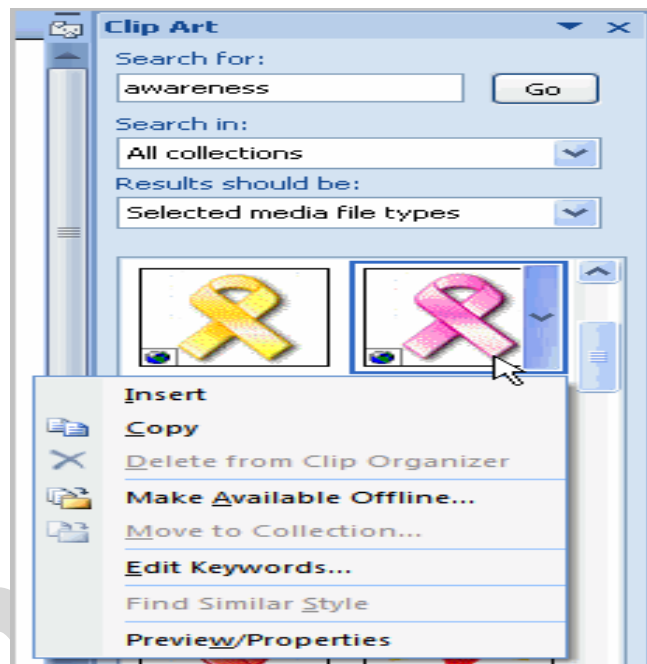 Clip Art
Search for:
awareness
Go
Search in:
All collections
Results should be:
Selected media file types
Insert
Copy
Delete from Clip Organizer
Make Available Offline...
Move to Collection...
Edit Keywords...
Find Similar Style
Preview/Properties